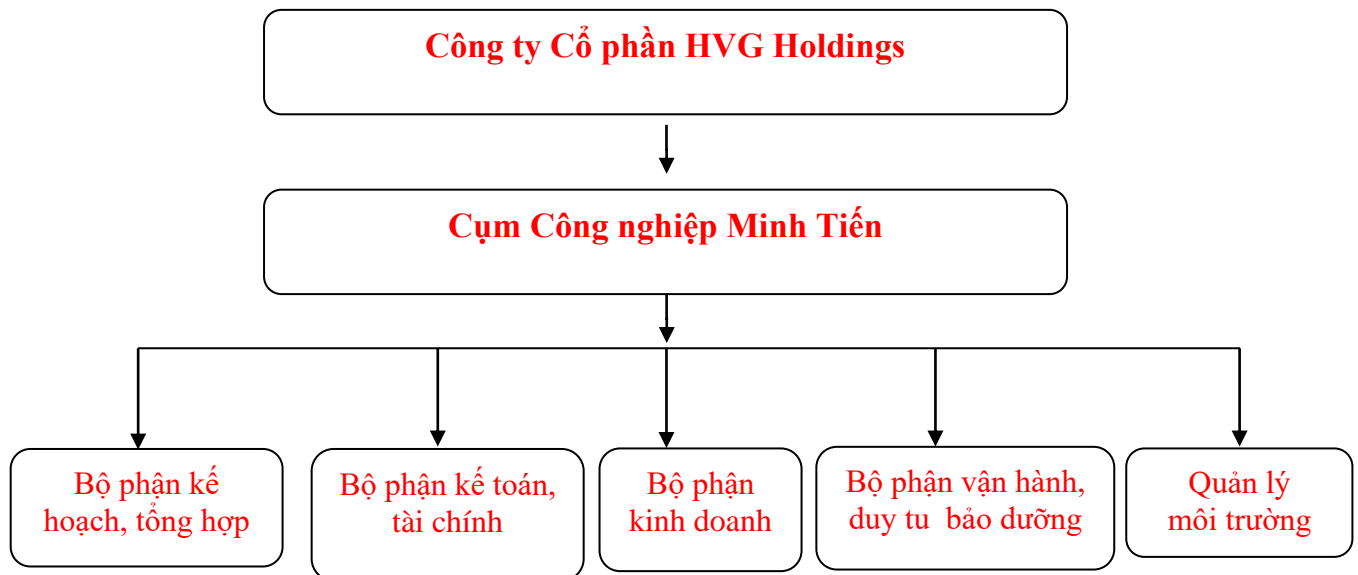 Công ty Cổ phần HVG Holdings
Cụm Công nghiệp Minh Tiến
Bộ phận kế
hoạch, tổng hợp
Bộ phận kế toán,
tài chính
Bộ phận
kinh doanh
Bộ phận vận hành,
duy tu bảo dưỡng
Quản lý
môi trường